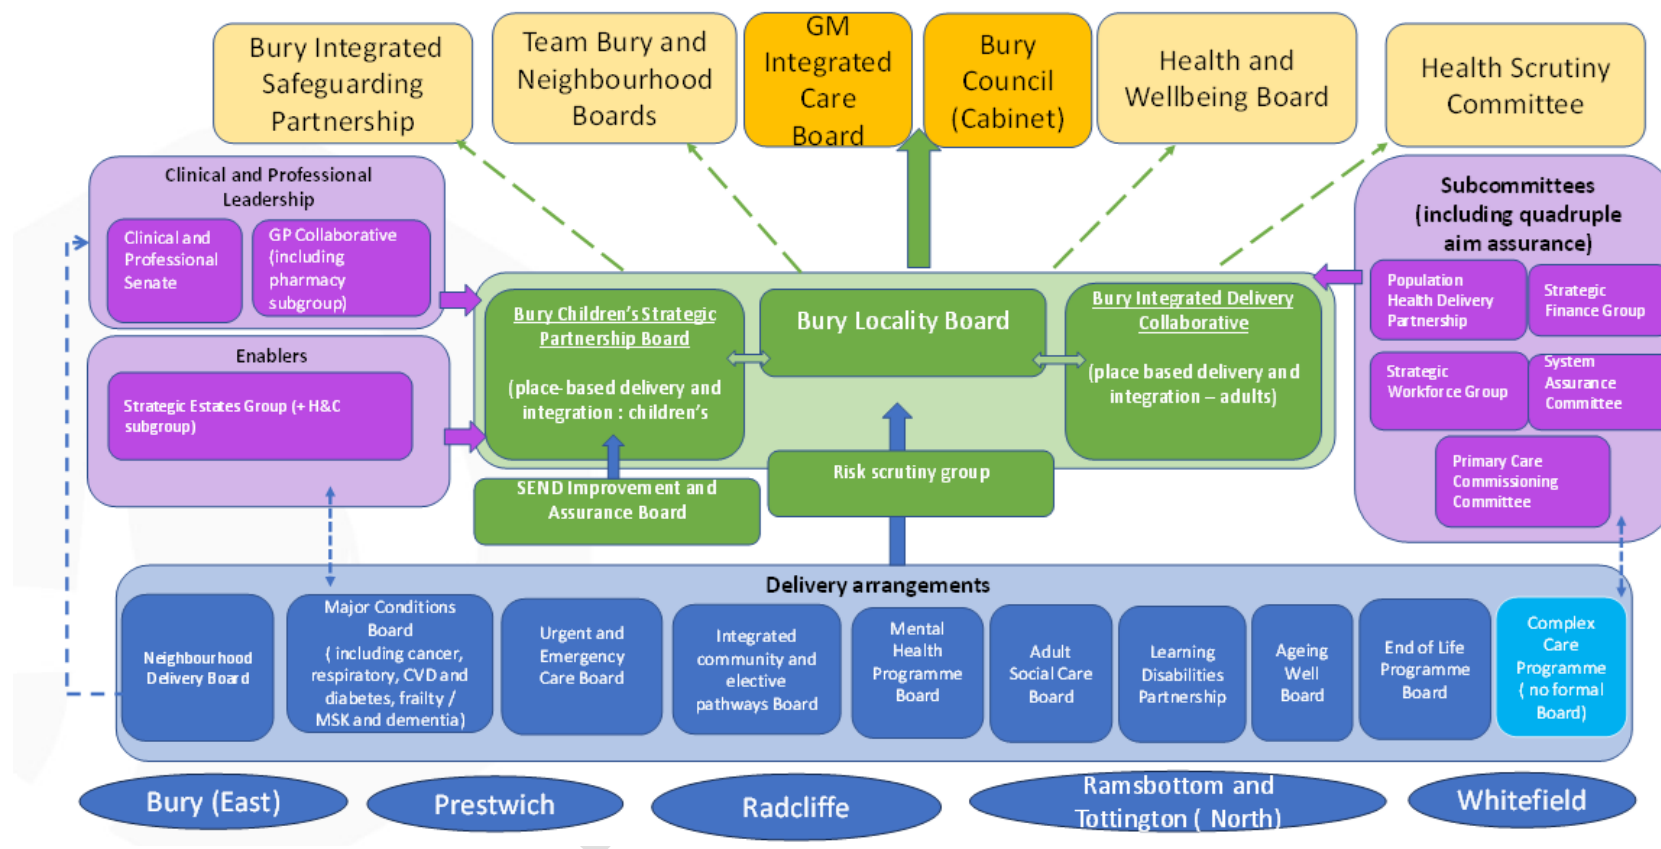 Bury Integrated
Safeguarding
Partnership
Team Bury and
Neighbourhood
Boards
GM
Integrated
Care
Board
Bury
Council
(Cabinet)
Health and
Wellbeing Board
Health Scrutiny
Committee
Clinical and Professional
Leadership
Clinical and
Professional
Senate
GP Collaborative
(including
pharmacy
subgroup)
Enablers
Strategic Estates Group (+ H&C
subgroup)
Bury Children's Strategic
Partnership Board
(place- based delivery and
integration : children's
Bury Locality Board
Bury Integrated Delivery
Collaborative
(place based delivery and
integration – adults)
Subcommittees
(including quadruple
aim assurance)
Population
Health Delivery
Partnership
Strategic
Finance Group
Strategic
Workforce Group
System
Assurance
Committee
Primary Care
Commissioning
Committee
SEND Improvement and
Assurance Board
Risk scrutiny group
Delivery arrangements
Neighbourhood
Delivery Board
Major Conditions
Board
( including cancer,
respiratory, CVD and
diabetes, frailty /
MSK and dementia)
Urgent and
Emergency
Care Board
Integrated
community and
elective
pathways Board
Mental
Health
Programme
Board
Adult
Social Care
Board
Learning
Disabilities
Partnership
Ageing
Well
Board
End of Life
Programme
Board
Complex
Care
Programme
( no formal
Board)
Bury (East)
Prestwich
Radcliffe
Ramsbottom and
Tottington ( North)
Whitefield